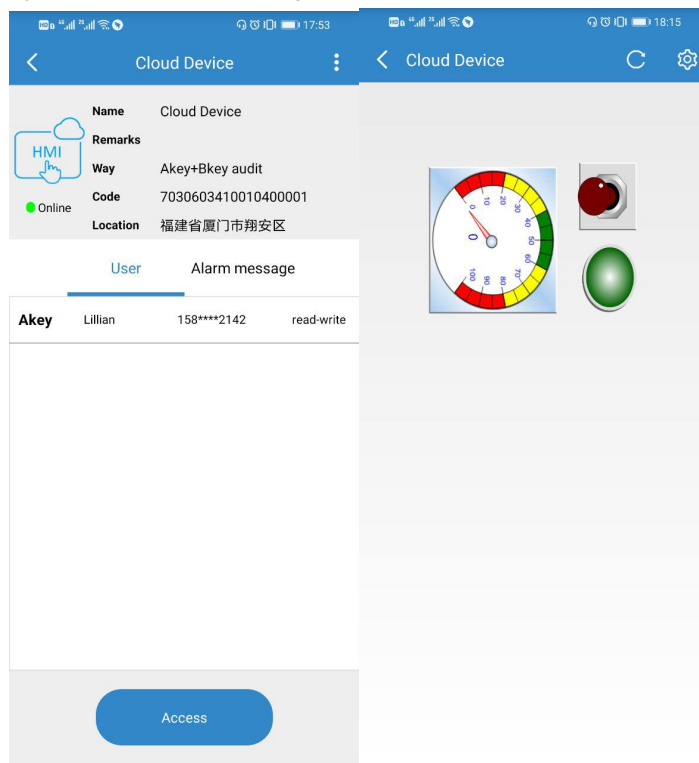 17:53
Cloud Device
Name Cloud Device
Remarks
HMI
Way Akey+Bkey audit
Online
Code 7030603410010400001
Location 福建省厦门市翔安区
User Alarm message
Akey Lillian 158****2142 read-write
Access
18:15
Cloud Device
0 10 20 30 40 50 60 70 80 90 100
0